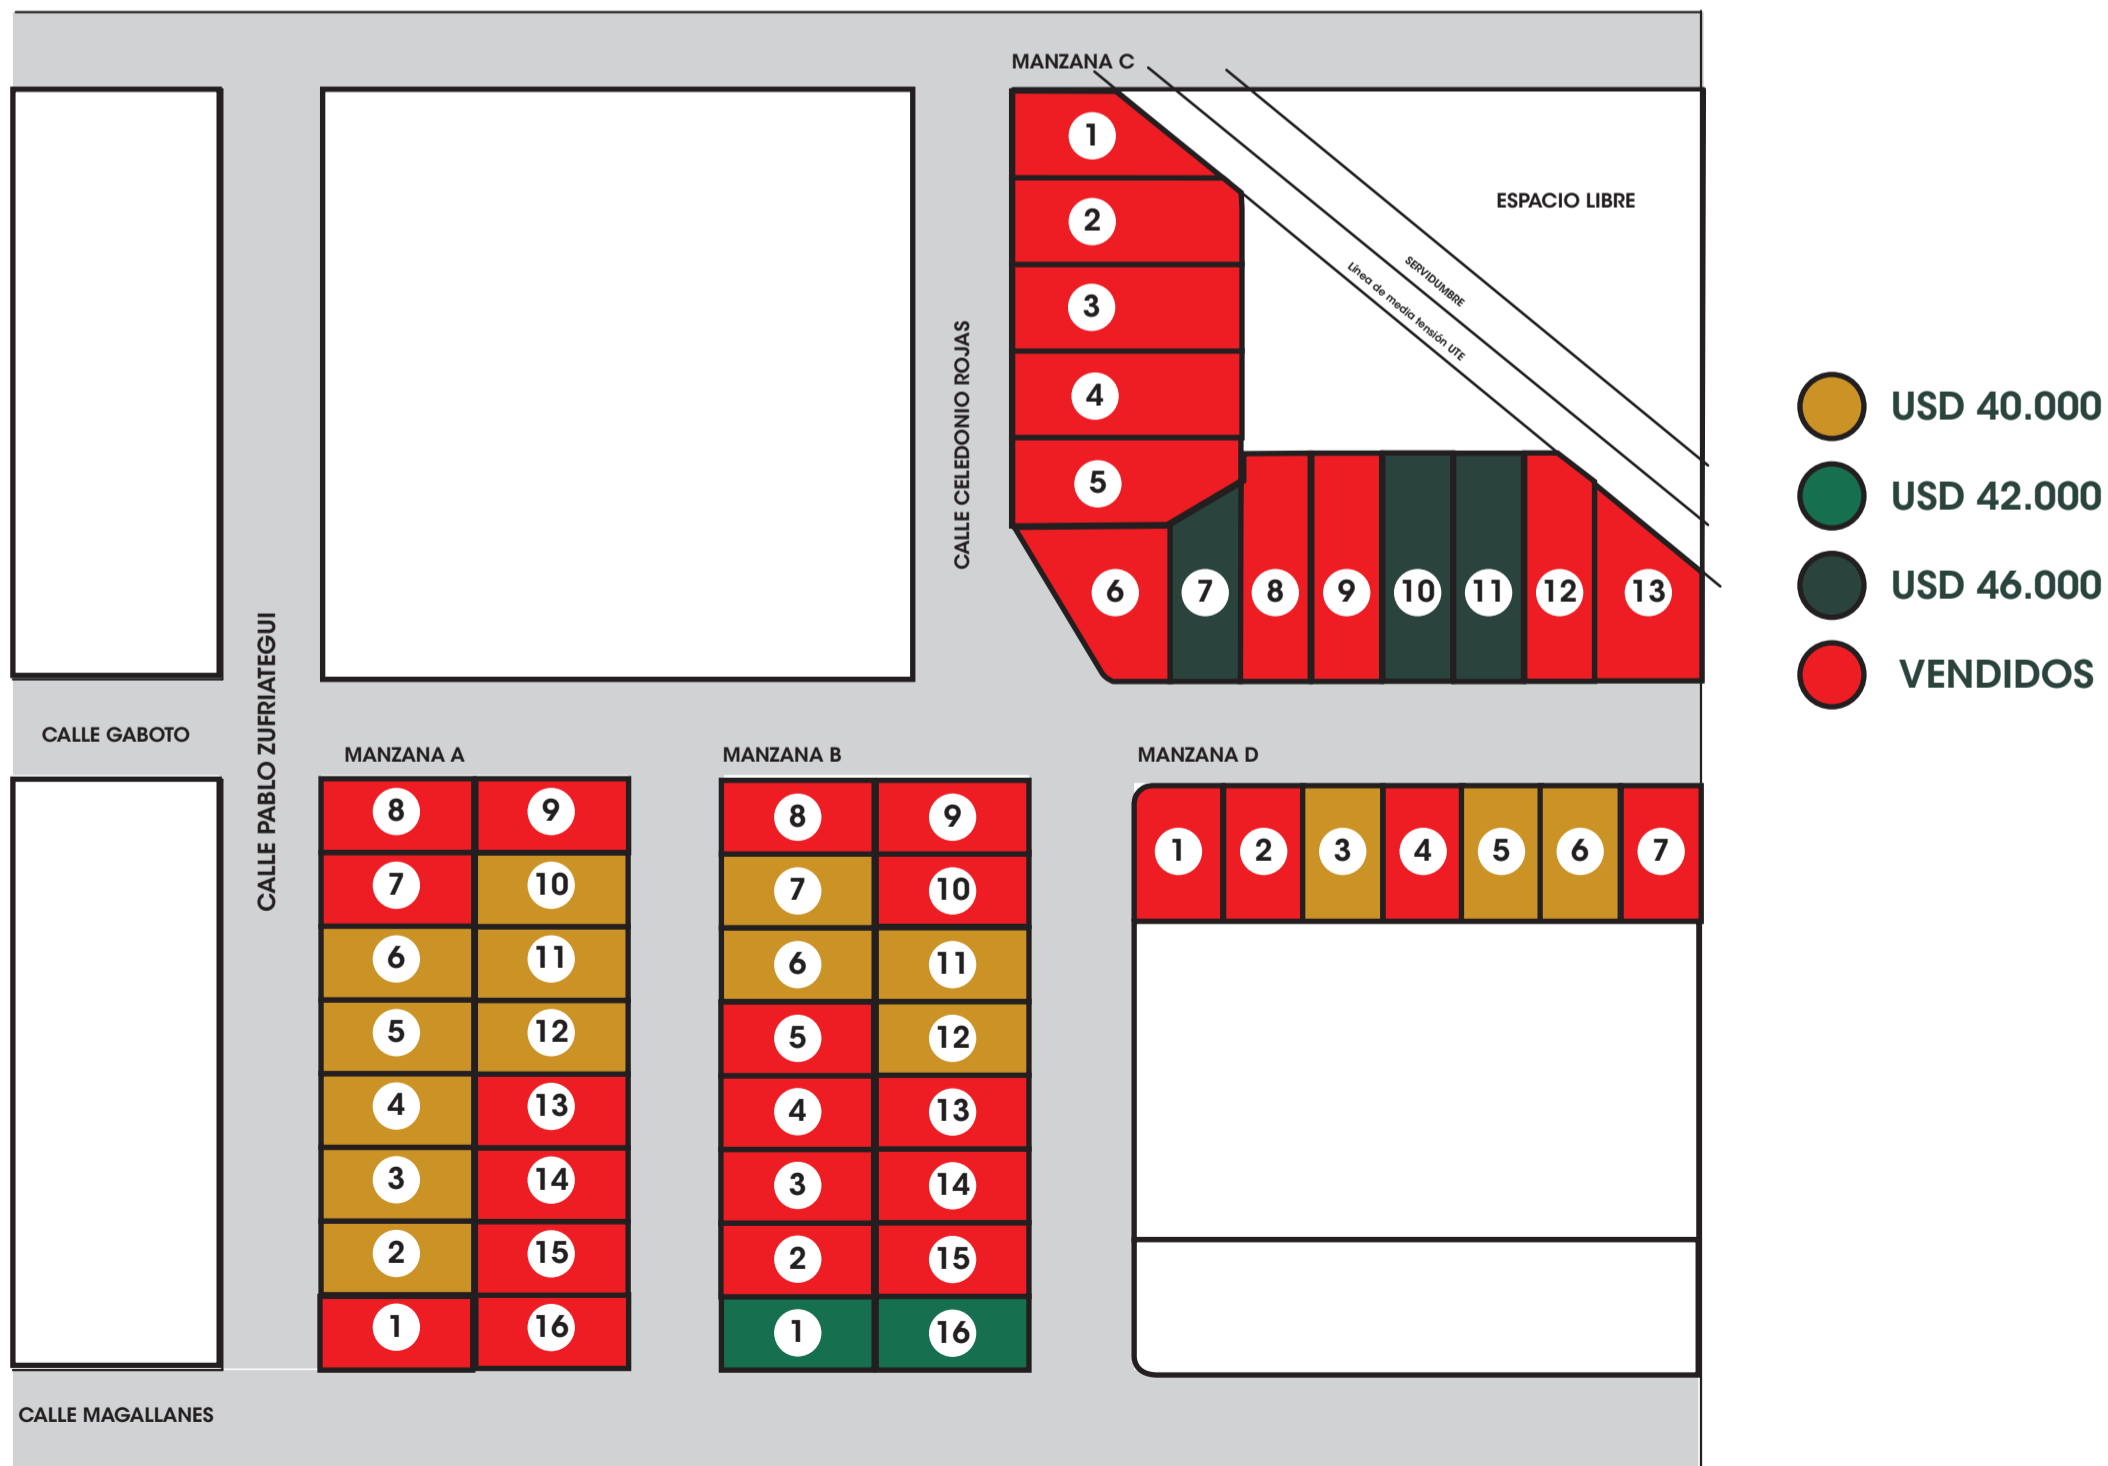 MANZANA C
1
2
3
4
5
6
7
8
9
10
11
12
13
ESPACIO LIBRE
SERVIDUMBRE
Línea de media tensión UTE
CALLE CELEDONIO ROJAS
CALLE PABLO ZUFRIATEGUI
CALLE GABOTO
USD 40.000
USD 42.000
USD 46.000
VENDIDOS
MANZANA A
8 9
7 10
6 11
5 12
4 13
3 14
2 15
1 16
MANZANA B
8 9
7 10
6 11
5 12
4 13
3 14
2 15
1 16
MANZANA D
1 2 3 4 5 6 7
CALLE MAGALLANES